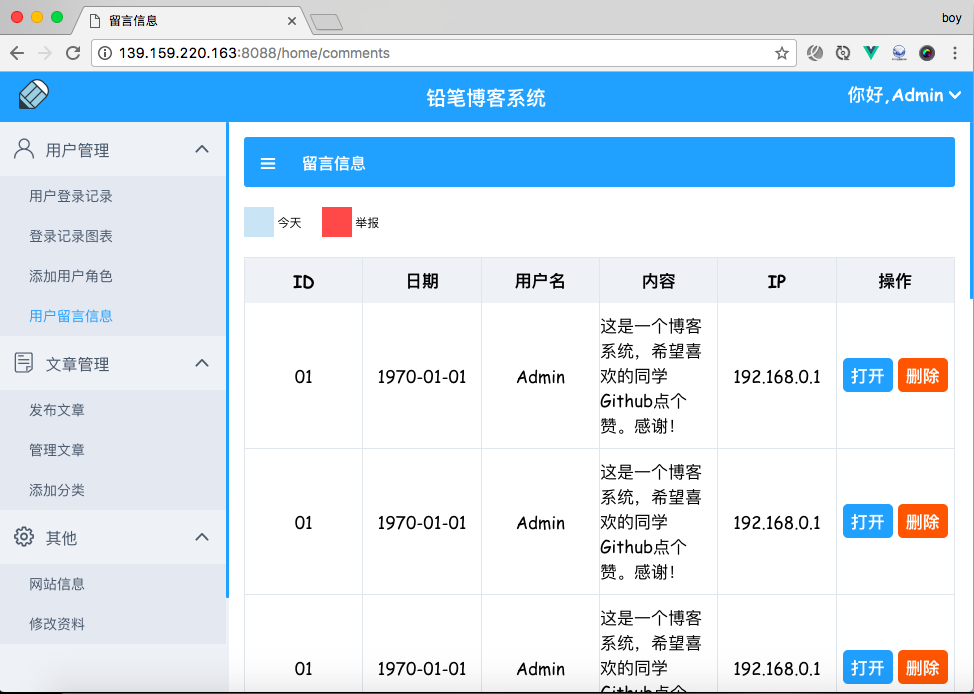 留言信息
boy
139.159.220.163:8088/home/comments
铅笔博客系统
你好,Admin
用户管理
用户登录记录
登录记录图表
添加用户角色
用户留言信息
文章管理
发布文章
管理文章
添加分类
其他
网站信息
修改资料
留言信息
今天 举报
ID 日期 用户名 内容 IP 操作
这是一个博客
系统，希望喜
欢的同学
Github点个
赞。感谢！
01 1970-01-01 Admin 192.168.0.1 打开 删除
这是一个博客
系统，希望喜
欢的同学
Github点个
赞。感谢！
01 1970-01-01 Admin 192.168.0.1 打开 删除
这是一个博客
系统，希望喜
欢的同学
Github点个
01 1970-01-01 Admin 192.168.0.1 打开 删除